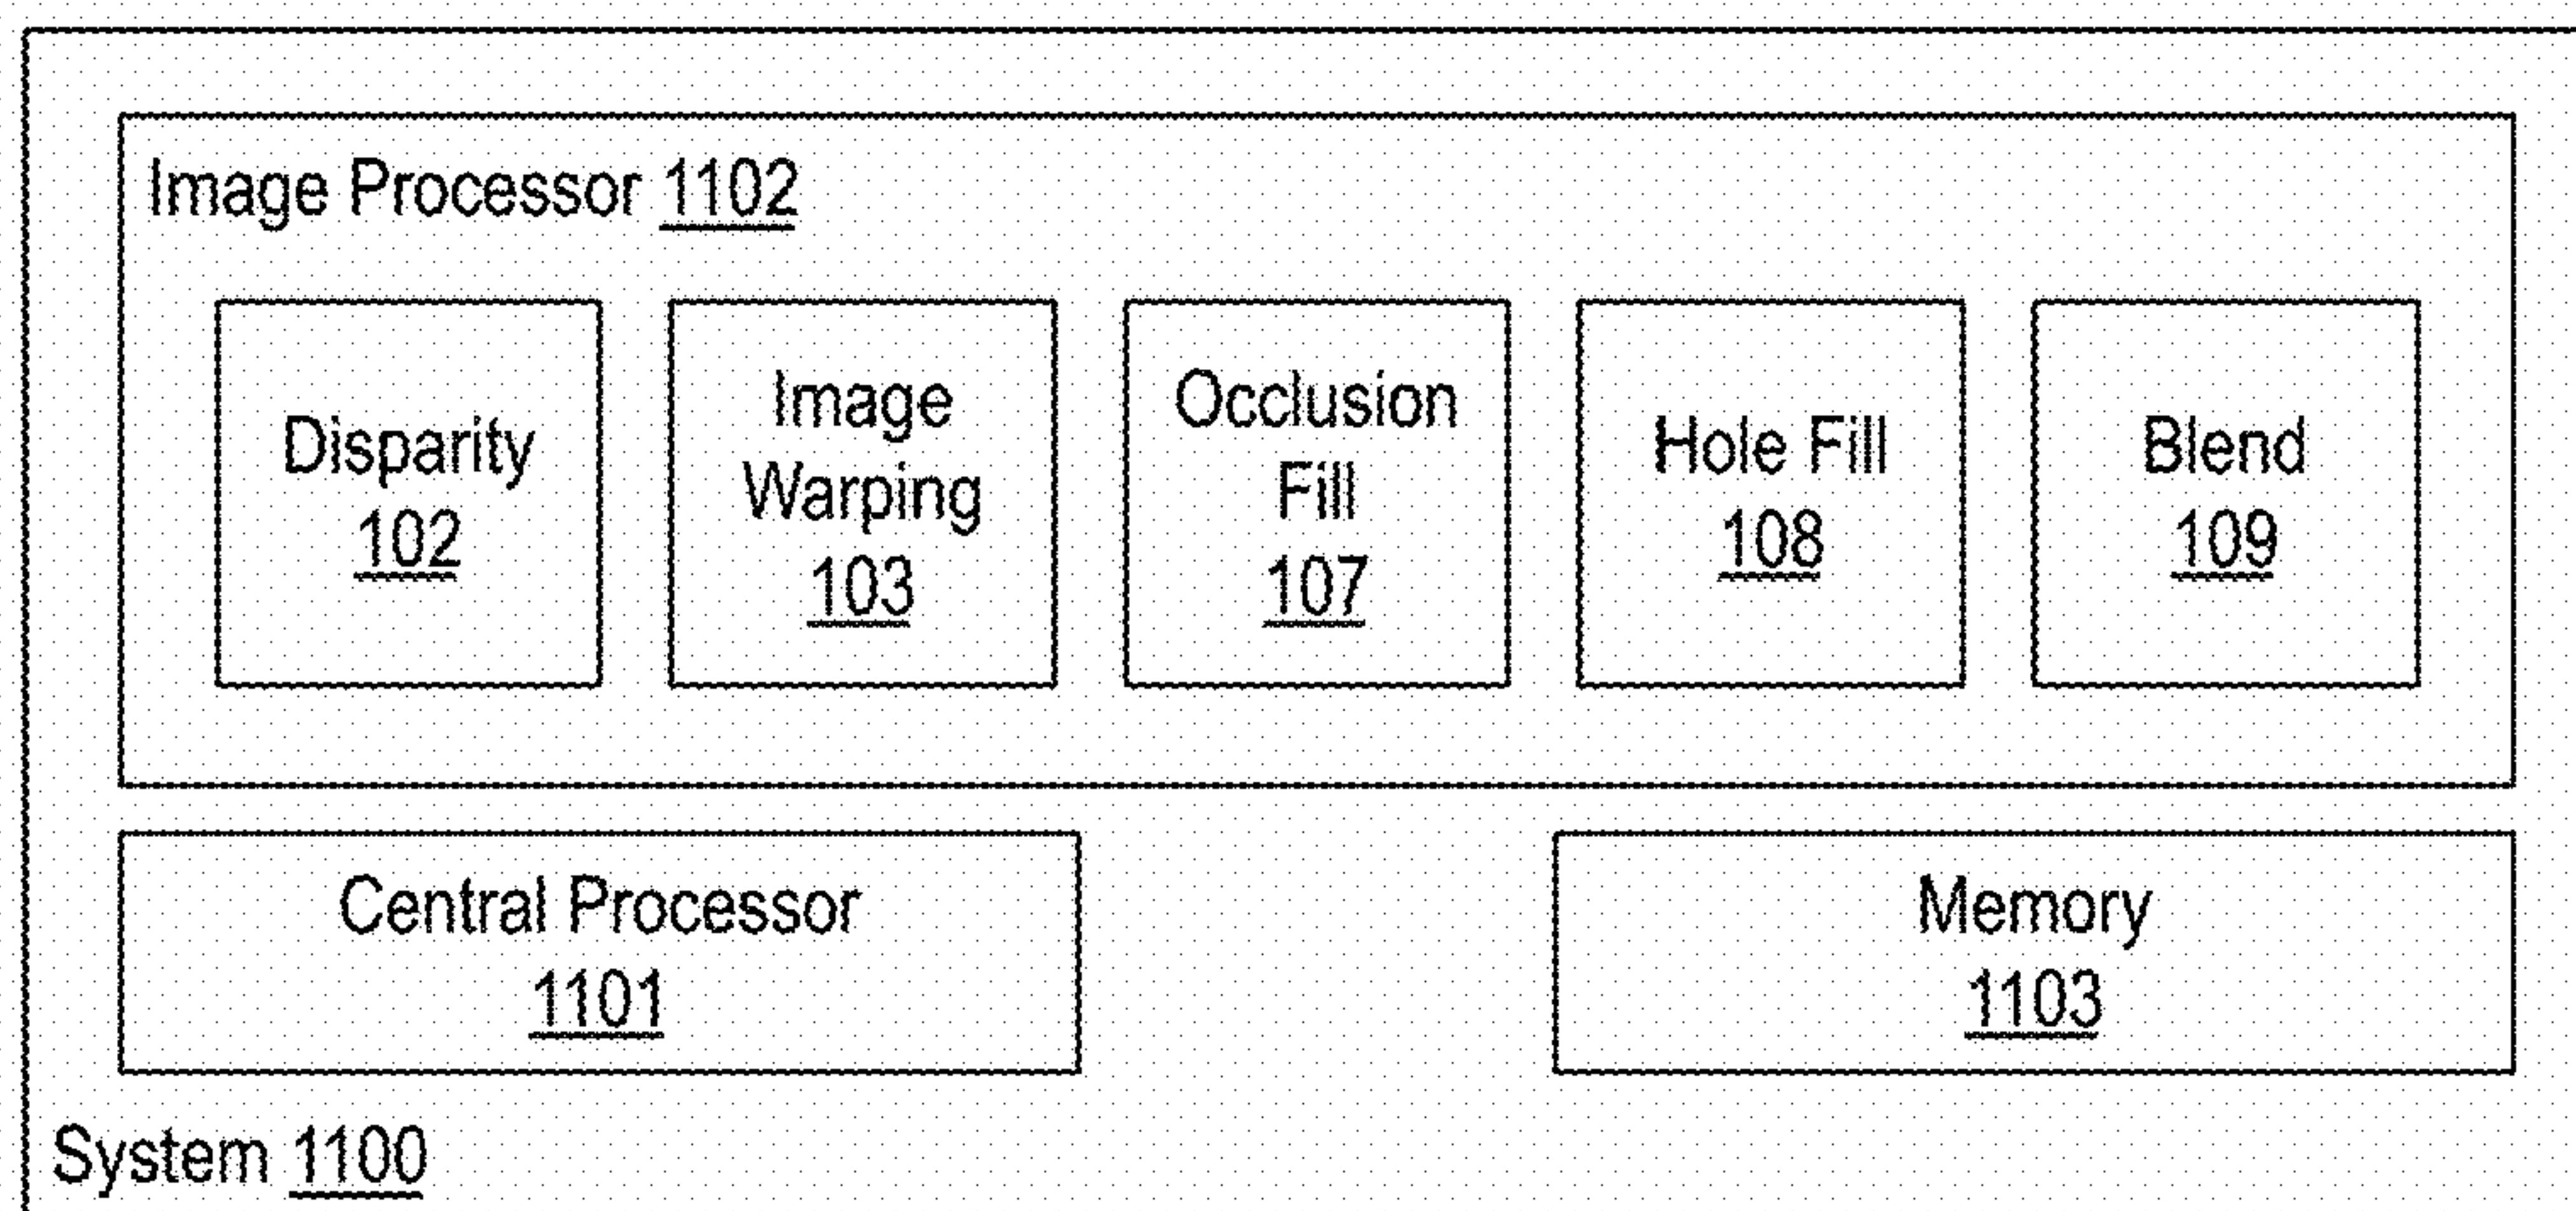 Image Processor 1102
Disparity
102
Image
Warping
103
Occlusion
Fill
107
Hole Fill
108
Blend
109
Central Processor
1101
Memory
1103
System 1100